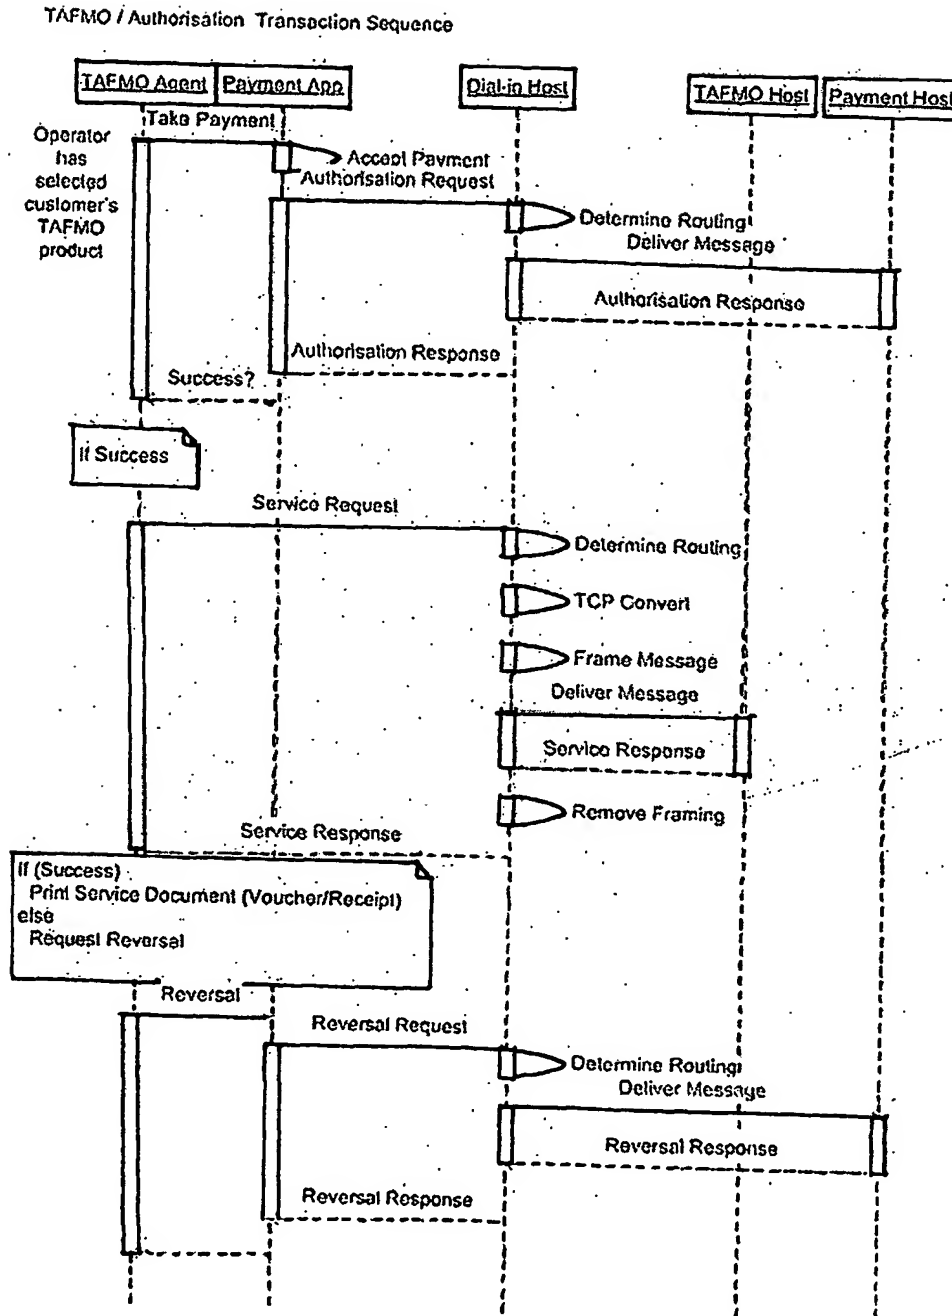 TAFMO / Authorisation Transaction Sequence
TAFMO Agent
Payment App
Dial-in Host
TAFMO Host
Payment Host
Take Payment
Operator
has
selected
customer's
TAFMO
product
Accept Payment
Authorisation Request
Determine Routing
Deliver Message
Authorisation Response
Authorisation Response
Success?
If Success
Service Request
Determine Routing
TCP Convert
Frame Message
Deliver Message
Service Response
Remove Framing
Service Response
If (Success)
Print Service Document (Voucher/Receipt)
else
Request Reversal
Reversal
Reversal Request
Determine Routing
Deliver Message
Reversal Response
Reversal Response